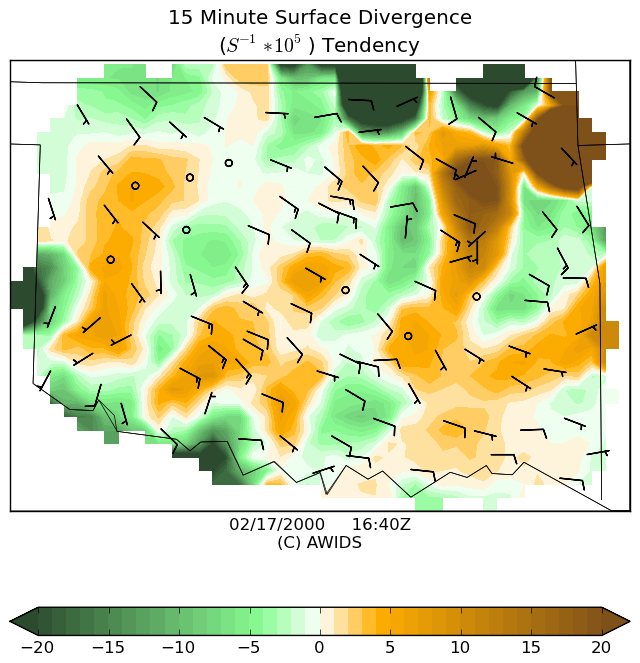 15 Minute Surface Divergence
(S⁻¹ *10⁵ ) Tendency
02/17/2000 16:40Z
(C) AWIDS
−20 −15 −10 −5 0 5 10 15 20